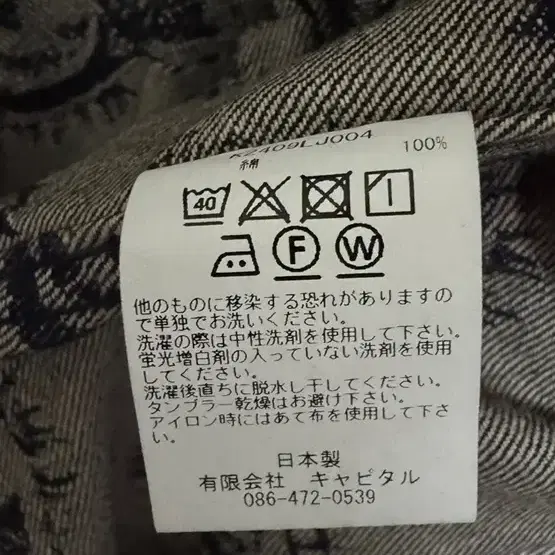 K2409LJ004
綿 100%
40
F W
他のものに移染する恐れがありますの
で単独でお洗いください。
洗濯の際は中性洗剤を使用して下さい。
蛍光増白剤の入っていない洗剤を使用
してください。
洗濯後直ちに脱水し干してください。
タンブラー乾燥はお避け下さい。
アイロン時にはあて布を使用して下さ
い。
日本製
有限会社 キャピタル
086-472-0539